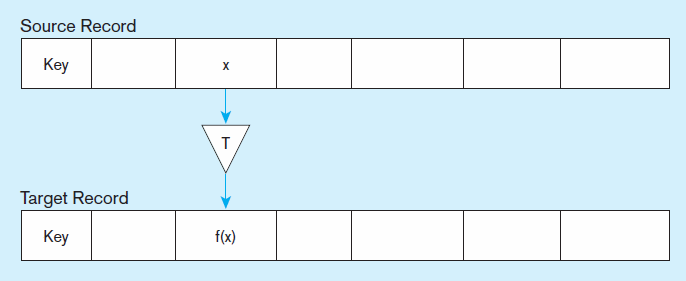 Source Record
Key x
T
Target Record
Key f(x)